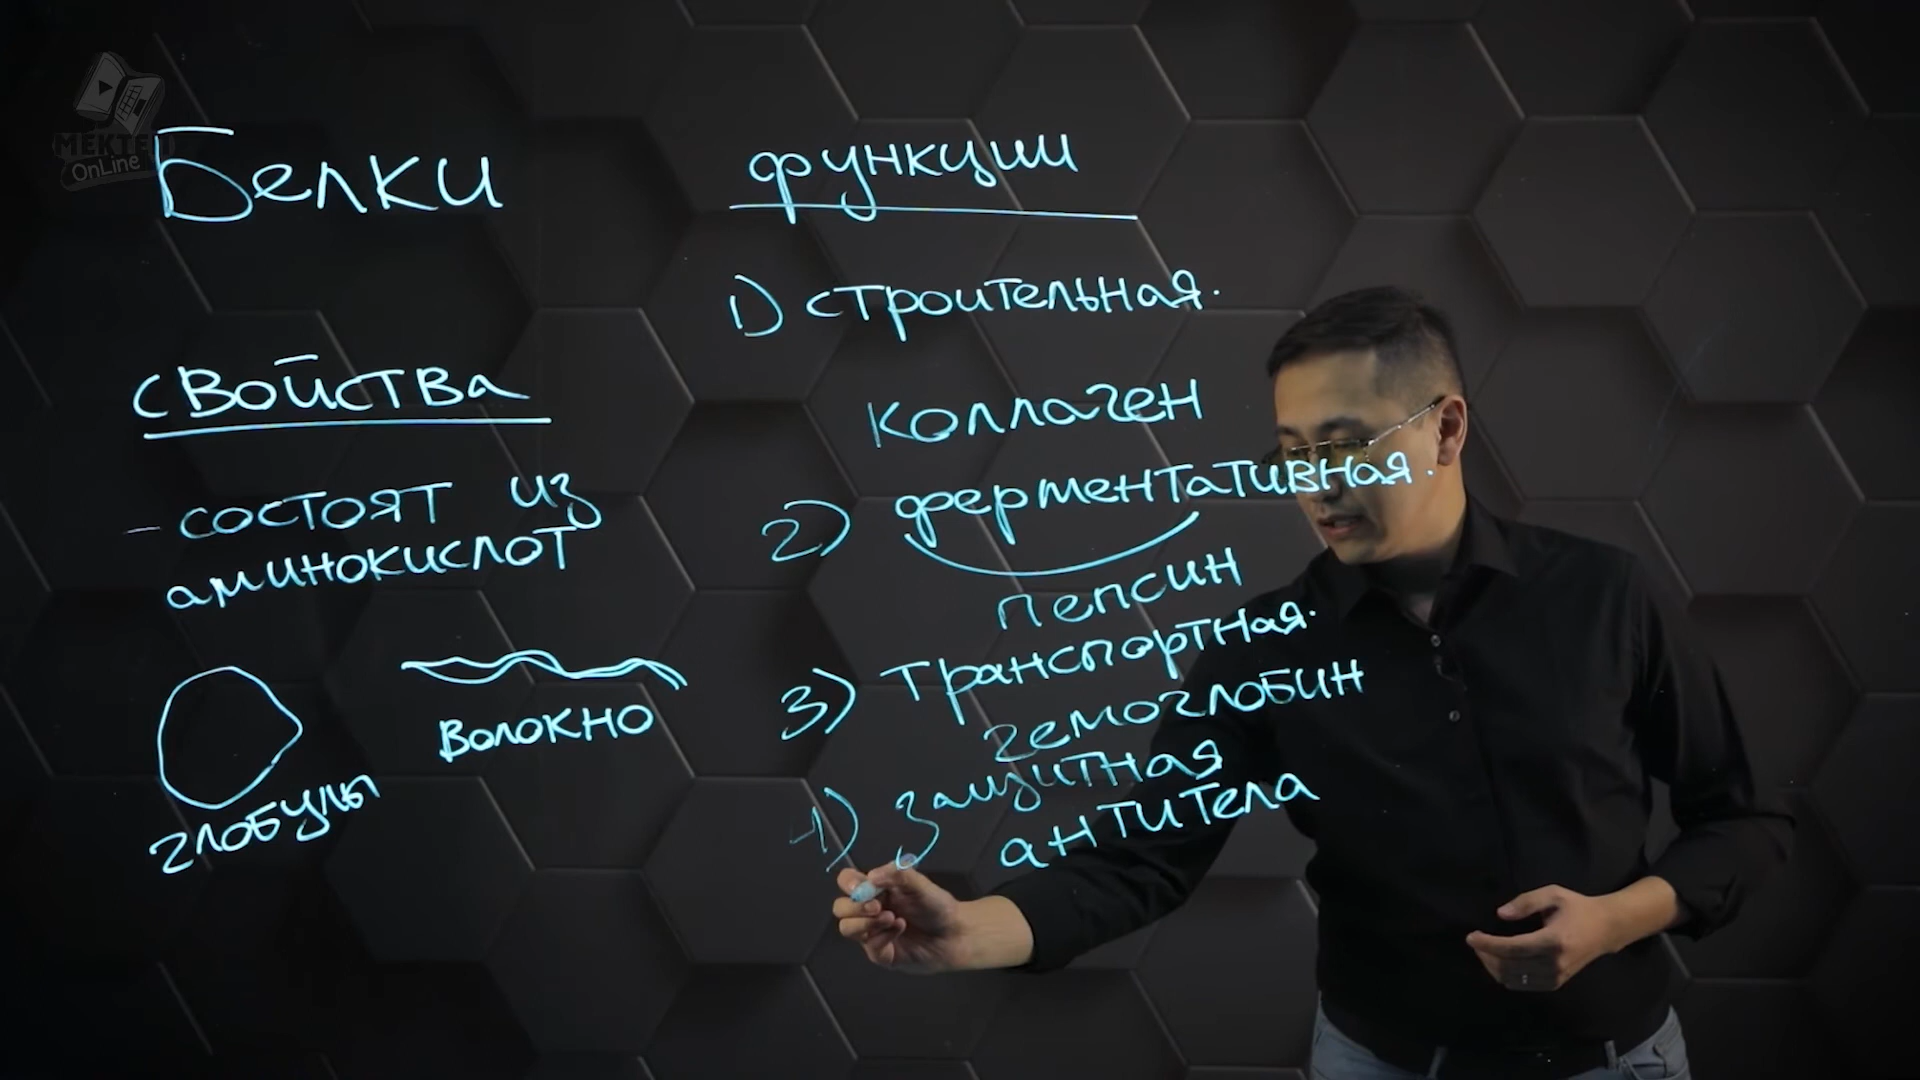 МЕКТЕП
OnLine
Белки
свойства
- состоят из
аминокислот
глобулы
волокно
функции
1) строительная.
коллаген
2) ферментативная.
пепсин
3) транспортная.
гемоглобин
4) защитная
антитела